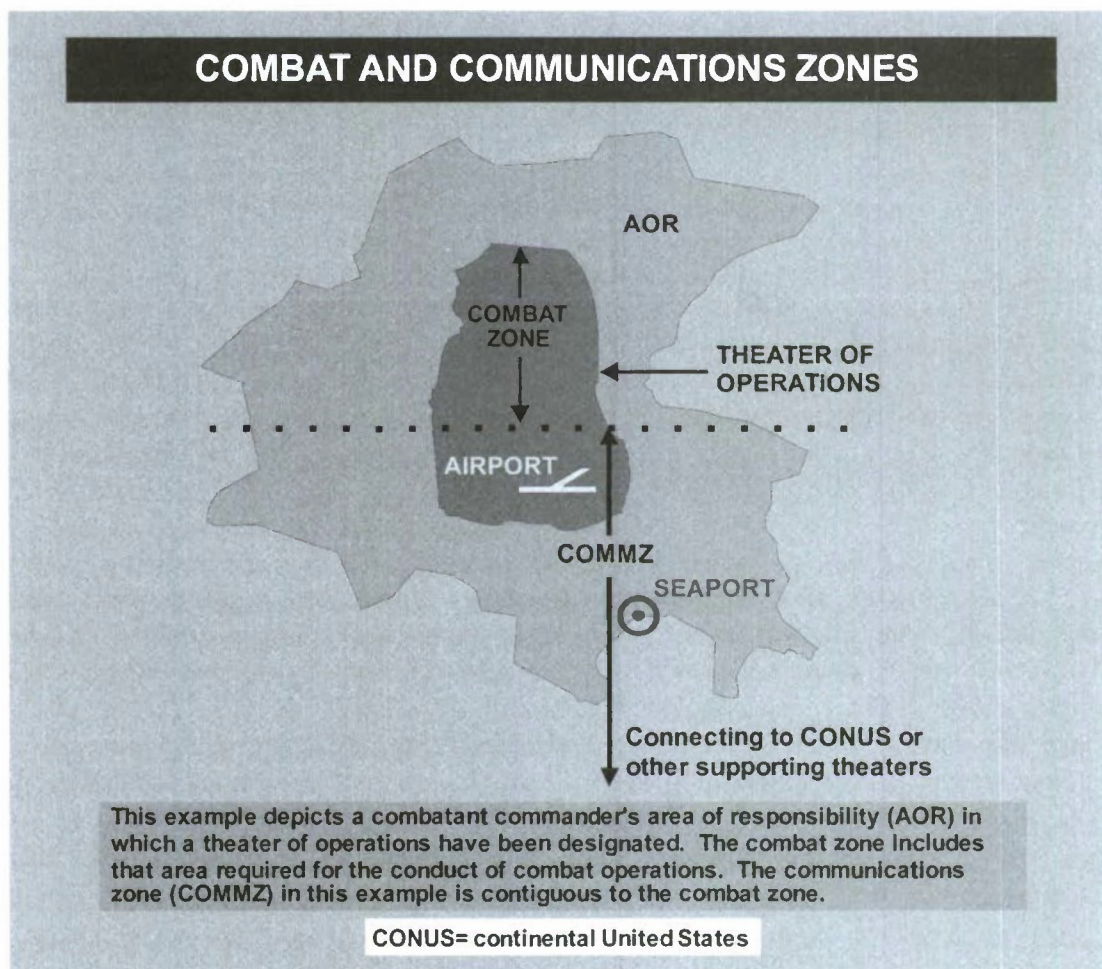 COMBAT AND COMMUNICATIONS ZONES
AOR
COMBAT
ZONE
THEATER OF
OPERATIONS
AIRPORT
COMMZ
SEAPORT
Connecting to CONUS or
other supporting theaters
This example depicts a combatant commander's area of responsibility (AOR) in
which a theater of operations have been designated. The combat zone includes
that area required for the conduct of combat operations. The communications
zone (COMMZ) in this example is contiguous to the combat zone.
CONUS= continental United States